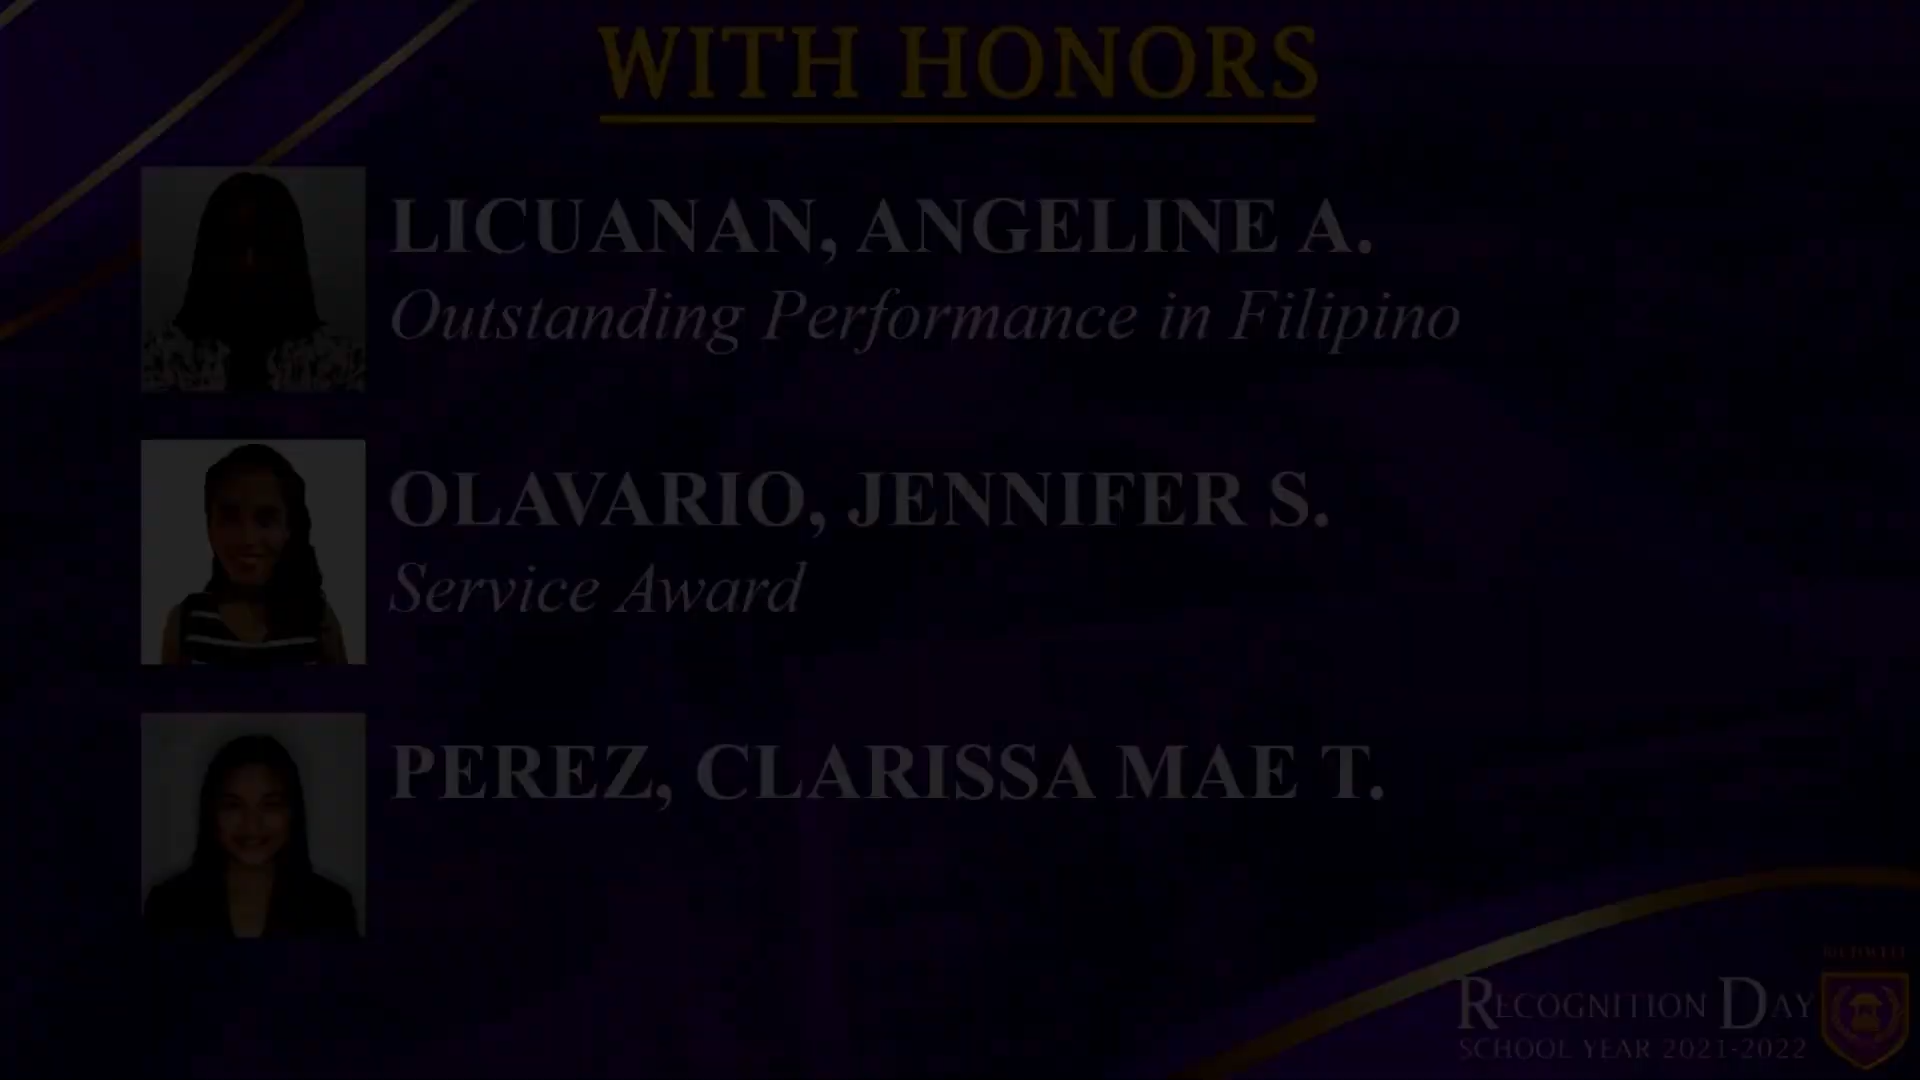 WITH HONORS
LICUANAN, ANGELINE A.
Outstanding Performance in Filipino
OLAVARIO, JENNIFER S.
Service Award
PEREZ, CLARISSA MAE T.
RICHWELL
RECOGNITION DAY
SCHOOL YEAR 2021-2022